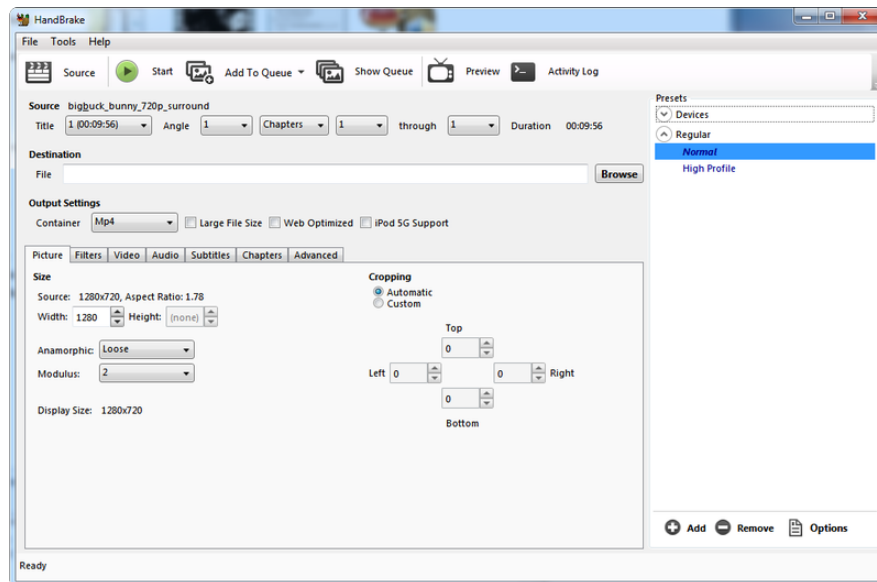 HandBrake
File Tools Help
Source Start Add To Queue Show Queue Preview Activity Log
Source bigbuck_bunny_720p_surround
Title 1 (00:09:56) Angle 1 Chapters 1 through 1 Duration 00:09:56
Destination
File Browse
Output Settings
Container Mp4 Large File Size Web Optimized iPod 5G Support
Picture Filters Video Audio Subtitles Chapters Advanced
Size
Source: 1280x720, Aspect Ratio: 1.78
Width: 1280 Height: (none)
Anamorphic: Loose
Modulus: 2
Display Size: 1280x720
Cropping
Automatic
Custom
Top
0
Left 0 0 Right
0
Bottom
Presets
Devices
Regular
Normal
High Profile
Add Remove Options
Ready